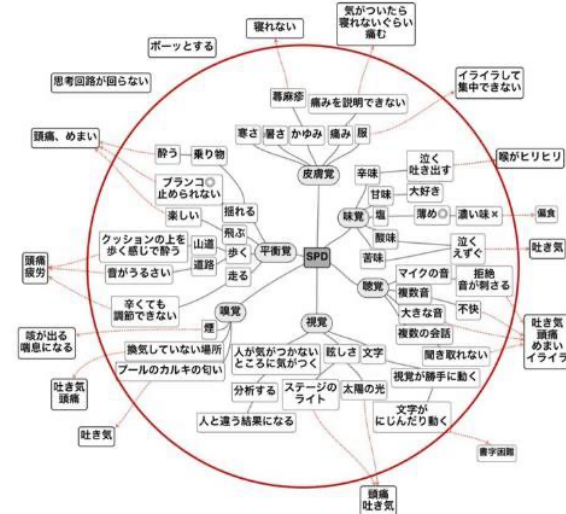 寝れない
気がついたら
寝れないぐらい
痛む
ボーッとする
思考回路が回らない
イライラして
集中できない
蕁麻疹
痛みを説明できない
寒さ
暑さ
かゆみ
痛み
服
皮膚覚
頭痛、めまい
酔う
乗り物
ブランコ◎
止められない
楽しい
揺れる
飛ぶ
クッションの上を
歩く感じで酔う
山道
歩く
音がうるさい
道路
走る
平衡覚
頭痛
疲労
辛くても
調節できない
SPD
辛味
泣く
吐き出す
喉がヒリヒリ
甘味
大好き
味覚
塩
薄め◎
濃い味×
偏食
酸味
苦味
泣く
えずく
吐き気
聴覚
マイクの音
拒絶
音が刺さる
複数音
大きな音
不快
複数の会話
聞き取れない
吐き気
頭痛
めまい
イライラ
嗅覚
煙
咳が出る
喘息になる
換気していない場所
プールのカルキの匂い
吐き気
頭痛
吐き気
視覚
人が気がつかない
ところに気がつく
眩しさ
文字
分析する
ステージの
ライト
太陽の光
視覚が勝手に動く
人と違う結果になる
文字が
にじんだり動く
書字困難
頭痛
吐き気